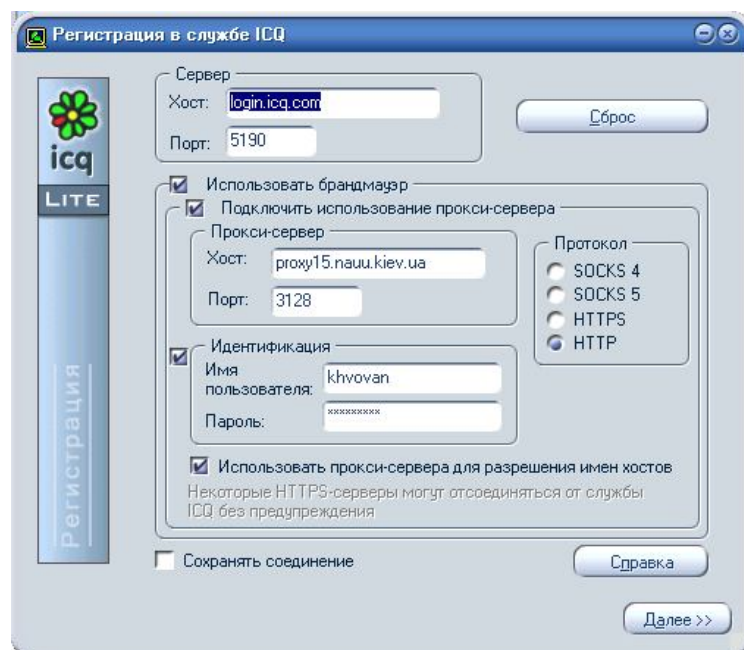 Регистрация в службе ICQ
icq
LITE
Регистрация
Сервер
Хост: login.icq.com
Порт: 5190
Сброс
Использовать брандмауэр
Подключить использование прокси-сервера
Прокси-сервер
Хост: proxy15.nauu.kiev.ua
Порт: 3128
Протокол
SOCKS 4
SOCKS 5
HTTPS
HTTP
Идентификация
Имя
пользователя: khvovan
Пароль: *********
Использовать прокси-сервера для разрешения имен хостов
Некоторые HTTPS-серверы могут отсоединяться от службы
ICQ без предупреждения
Сохранять соединение
Справка
Далее >>